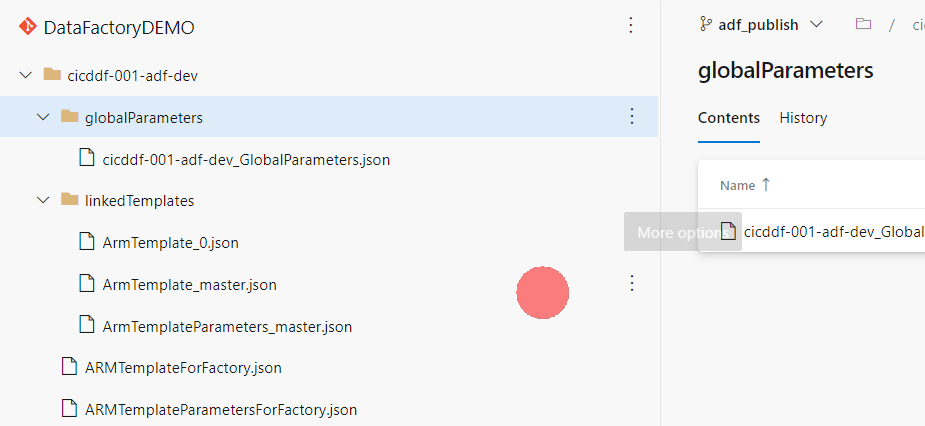 DataFactoryDEMO
cicddf-001-adf-dev
globalParameters
cicddf-001-adf-dev_GlobalParameters.json
linkedTemplates
ArmTemplate_0.json
ArmTemplate_master.json
ArmTemplateParameters_master.json
ARMTemplateForFactory.json
ARMTemplateParametersForFactory.json
More options
adf_publish / ci
globalParameters
Contents History
Name ↑
cicddf-001-adf-dev_Global